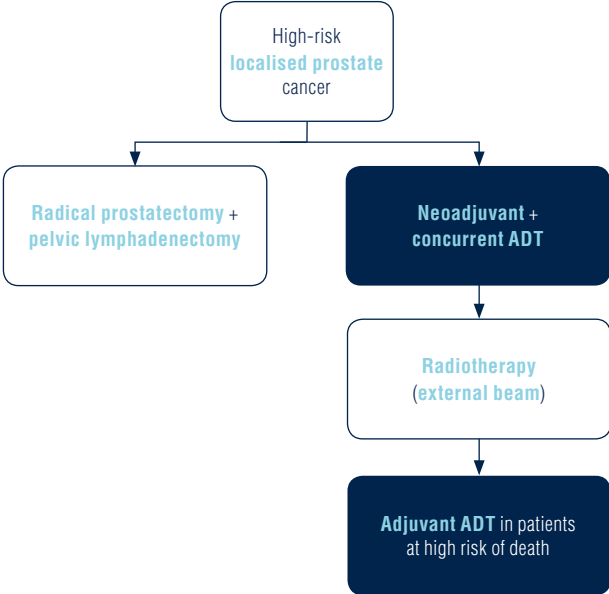 High-risk
localised prostate
cancer
Radical prostatectomy +
pelvic lymphadenectomy
Neoadjuvant +
concurrent ADT
Radiotherapy
(external beam)
Adjuvant ADT in patients
at high risk of death